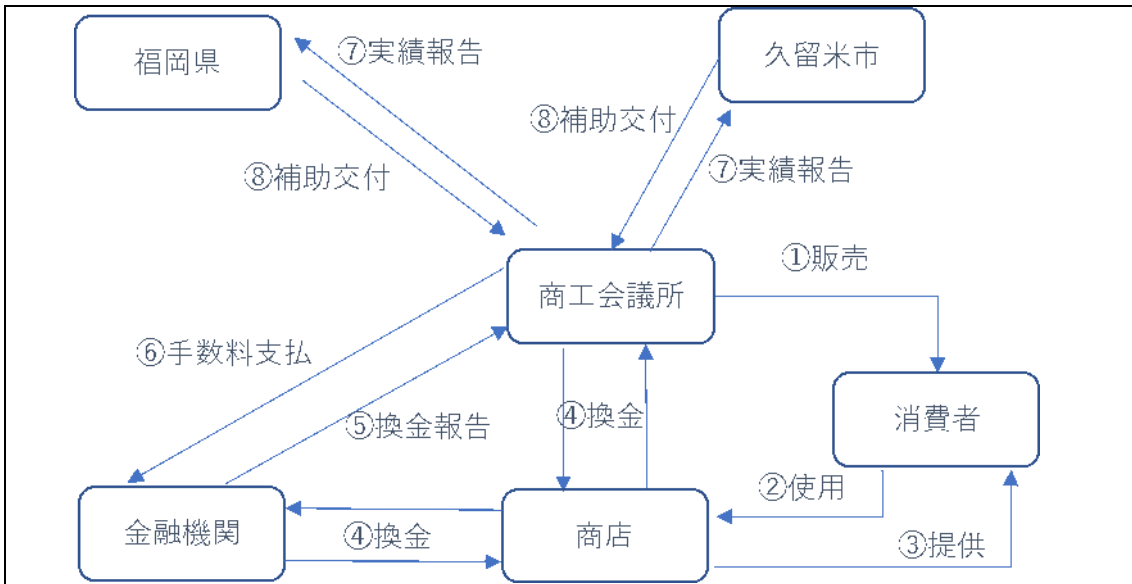 福岡県
⑦実績報告
久留米市
⑧補助交付
⑧補助交付
⑦実績報告
①販売
商工会議所
⑥手数料支払
⑤換金報告
④換金
消費者
②使用
金融機関
④換金
商店
③提供